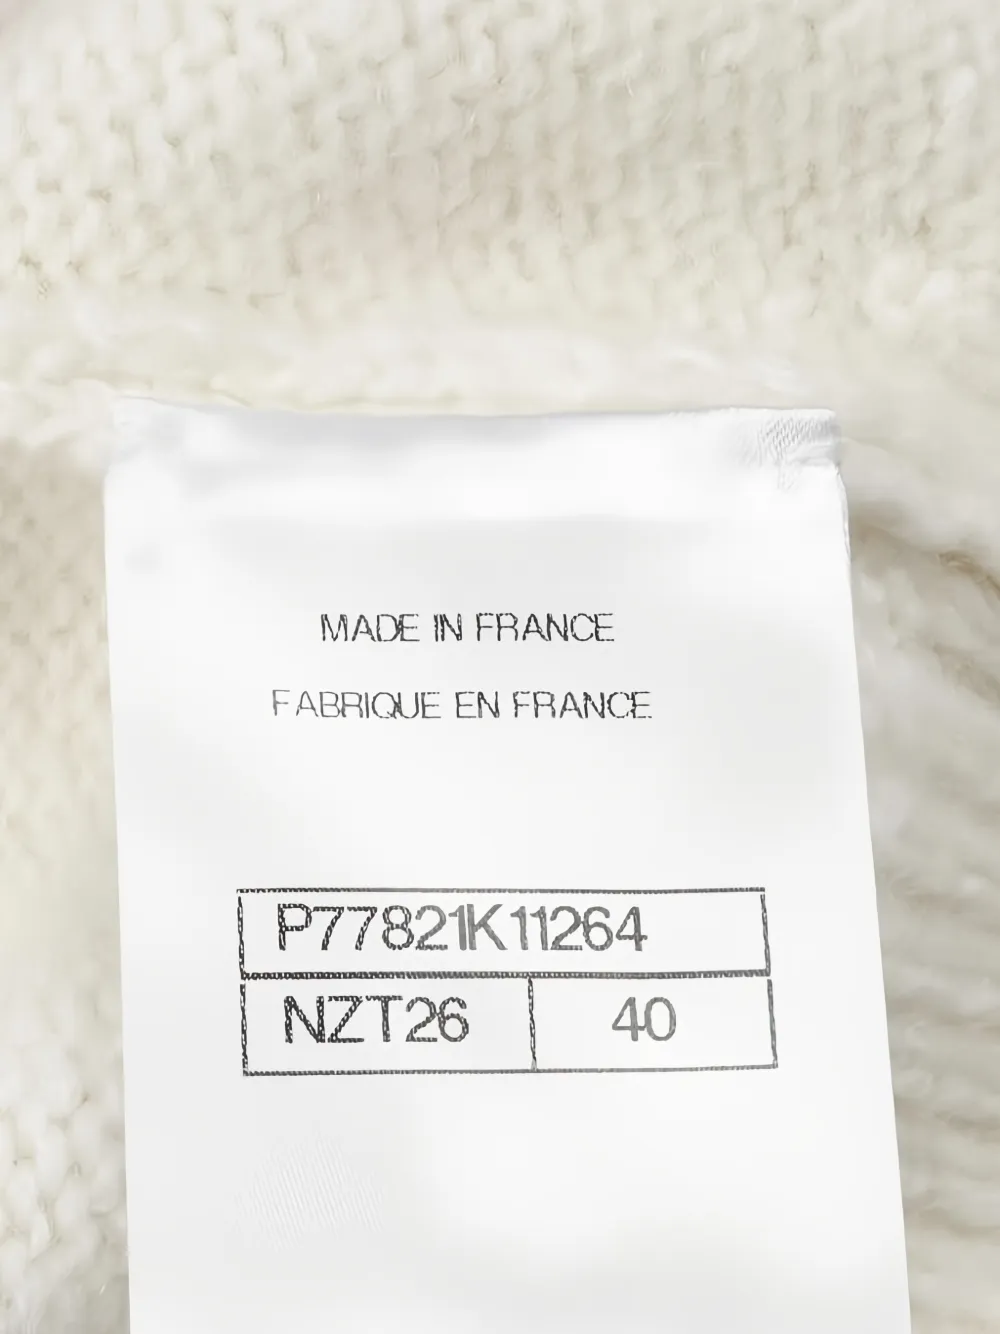 MADE IN FRANCE
FABRIQUE EN FRANCE
P77821K11264
NZT26 40